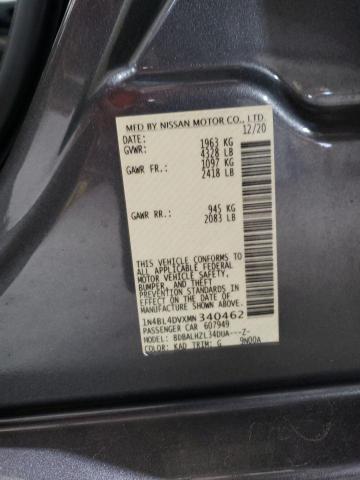 MFD BY NISSAN MOTOR CO., LTD.
DATE: 12/20
GVWR: 1963 KG
4328 LB
GAWR FR.: 1097 KG
2418 LB
GAWR RR.: 945 KG
2083 LB
THIS VEHICLE CONFORMS TO
ALL APPLICABLE FEDERAL
MOTOR VEHICLE SAFETY,
BUMPER, AND THEFT
PREVENTION STANDARDS IN
EFFECT ON THE DATE OF
MANUFACTURE SHOWN
ABOVE.
1N4BL4DVXMN340462
PASSENGER CAR 607949
MODEL: BDBALHZL34DUA---Z-
COLOR: KAD TRIM: G 9N00A